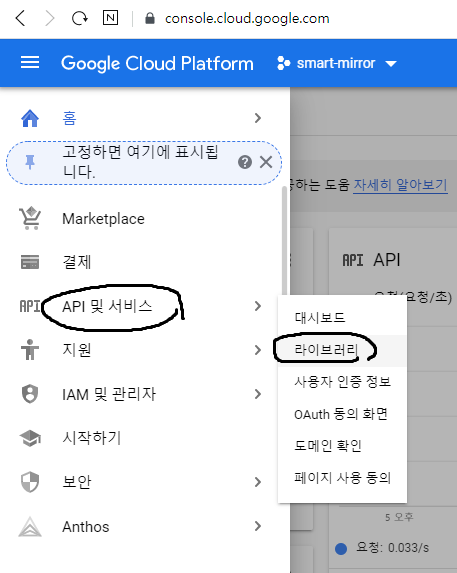 console.cloud.google.com
Google Cloud Platform
smart-mirror
홈
고정하면 여기에 표시됩
니다.
Marketplace
결제
API API 및 서비스
지원
IAM 및 관리자
시작하기
보안
Anthos
대시보드
라이브러리
사용자 인증 정보
OAuth 동의 화면
도메인 확인
페이지 사용 동의
하는 도움 자세히 알아보기
API API
요청(요청/초)
5 오후
요청: 0.033/s